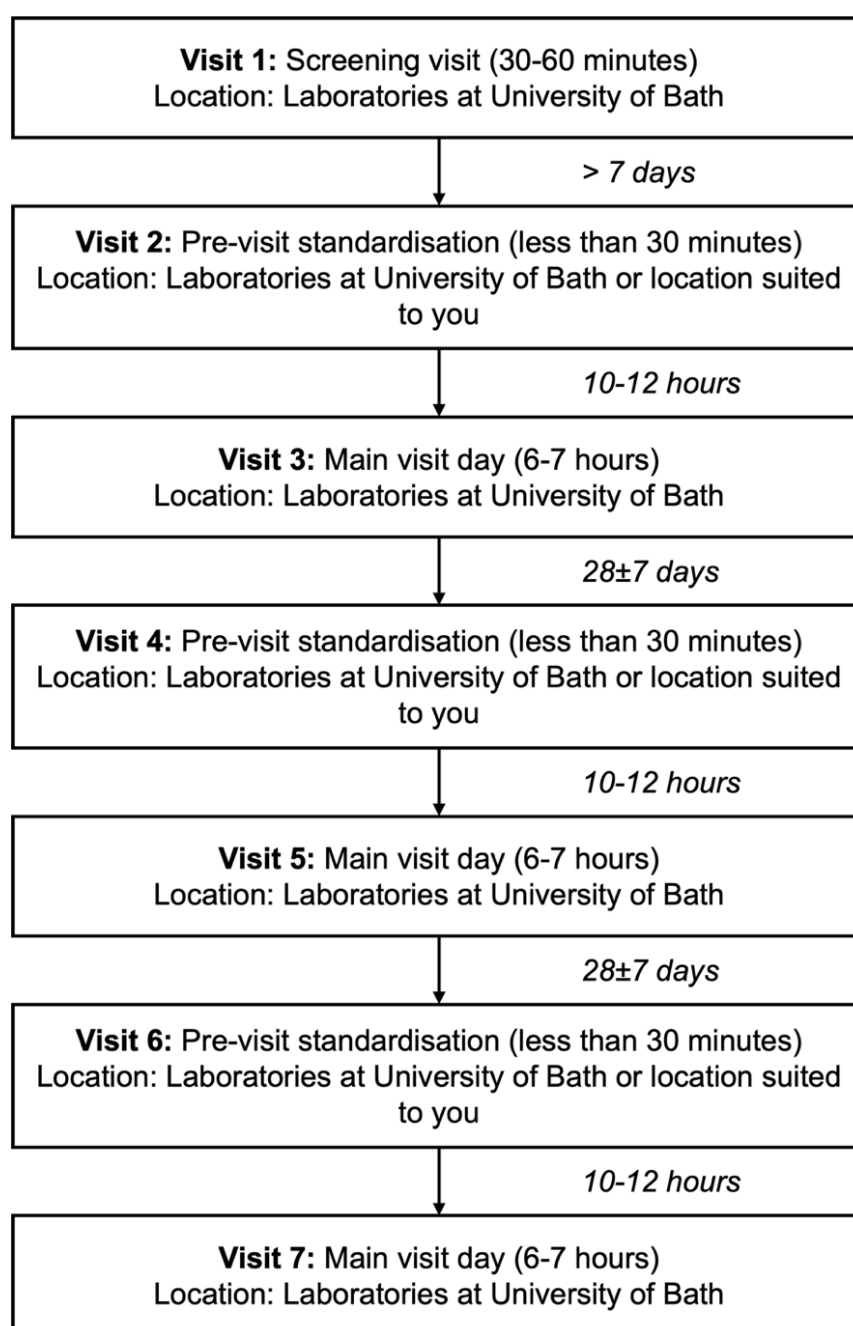 Visit 1: Screening visit (30-60 minutes)
Location: Laboratories at University of Bath
> 7 days
Visit 2: Pre-visit standardisation (less than 30 minutes)
Location: Laboratories at University of Bath or location suited
to you
10-12 hours
Visit 3: Main visit day (6-7 hours)
Location: Laboratories at University of Bath
28±7 days
Visit 4: Pre-visit standardisation (less than 30 minutes)
Location: Laboratories at University of Bath or location suited
to you
10-12 hours
Visit 5: Main visit day (6-7 hours)
Location: Laboratories at University of Bath
28±7 days
Visit 6: Pre-visit standardisation (less than 30 minutes)
Location: Laboratories at University of Bath or location suited
to you
10-12 hours
Visit 7: Main visit day (6-7 hours)
Location: Laboratories at University of Bath